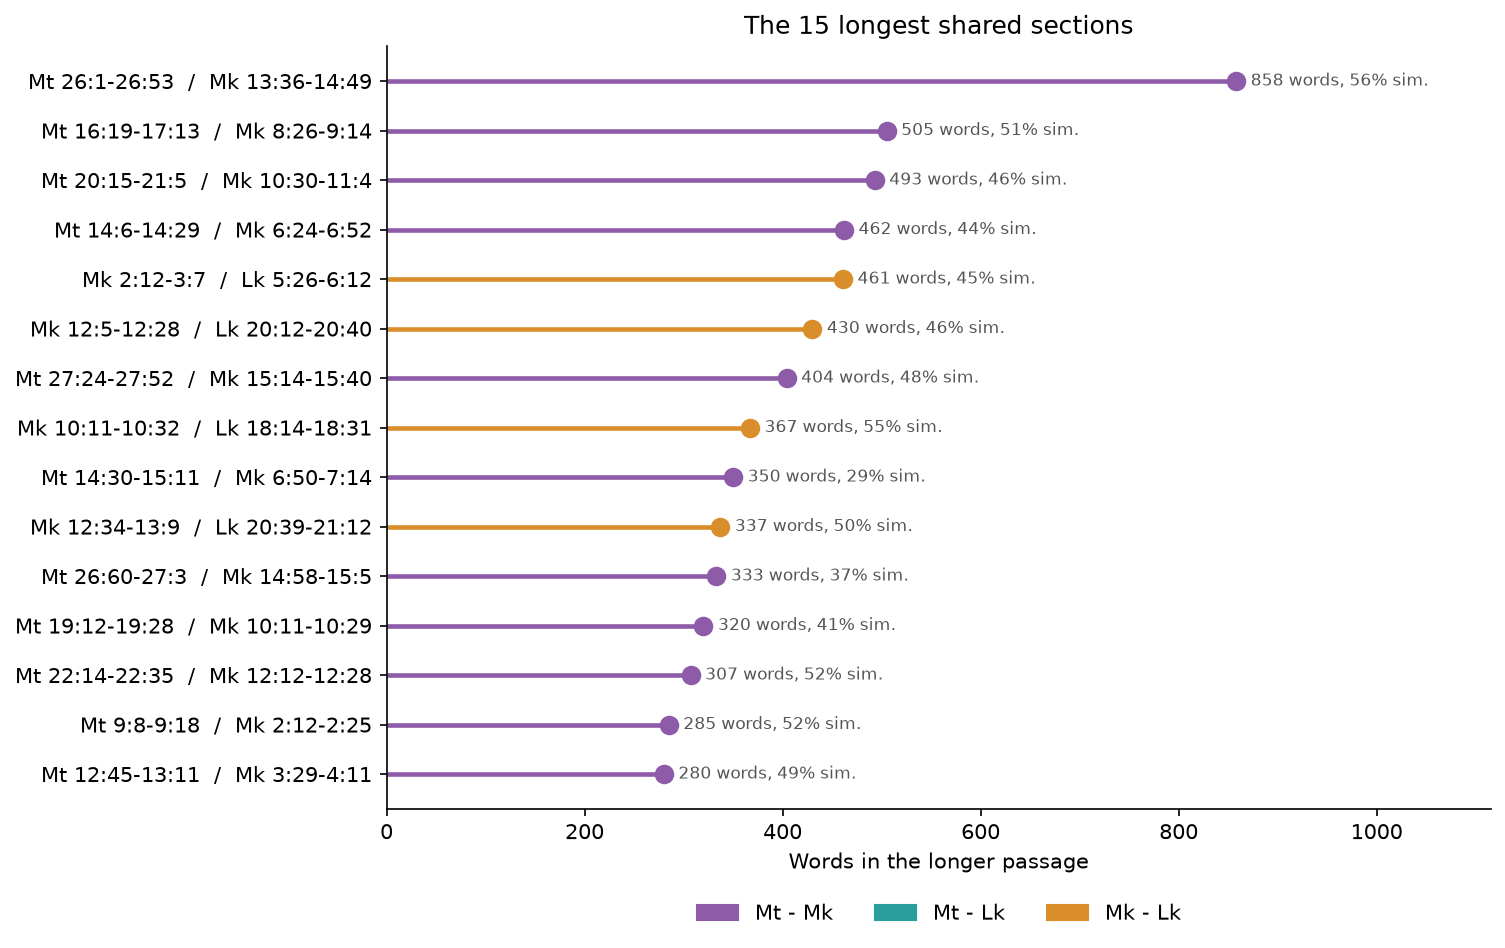 The 15 longest shared sections
Mt 26:1-26:53 / Mk 13:36-14:49
858 words, 56% sim.
Mt 16:19-17:13 / Mk 8:26-9:14
505 words, 51% sim.
Mt 20:15-21:5 / Mk 10:30-11:4
493 words, 46% sim.
Mt 14:6-14:29 / Mk 6:24-6:52
462 words, 44% sim.
Mk 2:12-3:7 / Lk 5:26-6:12
461 words, 45% sim.
Mk 12:5-12:28 / Lk 20:12-20:40
430 words, 46% sim.
Mt 27:24-27:52 / Mk 15:14-15:40
404 words, 48% sim.
Mk 10:11-10:32 / Lk 18:14-18:31
367 words, 55% sim.
Mt 14:30-15:11 / Mk 6:50-7:14
350 words, 29% sim.
Mk 12:34-13:9 / Lk 20:39-21:12
337 words, 50% sim.
Mt 26:60-27:3 / Mk 14:58-15:5
333 words, 37% sim.
Mt 19:12-19:28 / Mk 10:11-10:29
320 words, 41% sim.
Mt 22:14-22:35 / Mk 12:12-12:28
307 words, 52% sim.
Mt 9:8-9:18 / Mk 2:12-2:25
285 words, 52% sim.
Mt 12:45-13:11 / Mk 3:29-4:11
280 words, 49% sim.
0 200 400 600 800 1000
Words in the longer passage
Mt - Mk Mt - Lk Mk - Lk